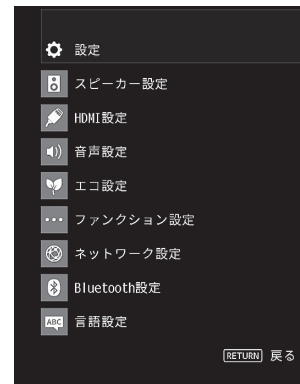 設定
スピーカー設定
HDMI設定
音声設定
エコ設定
ファンクション設定
ネットワーク設定
Bluetooth設定
ABC 言語設定
RETURN 戻る